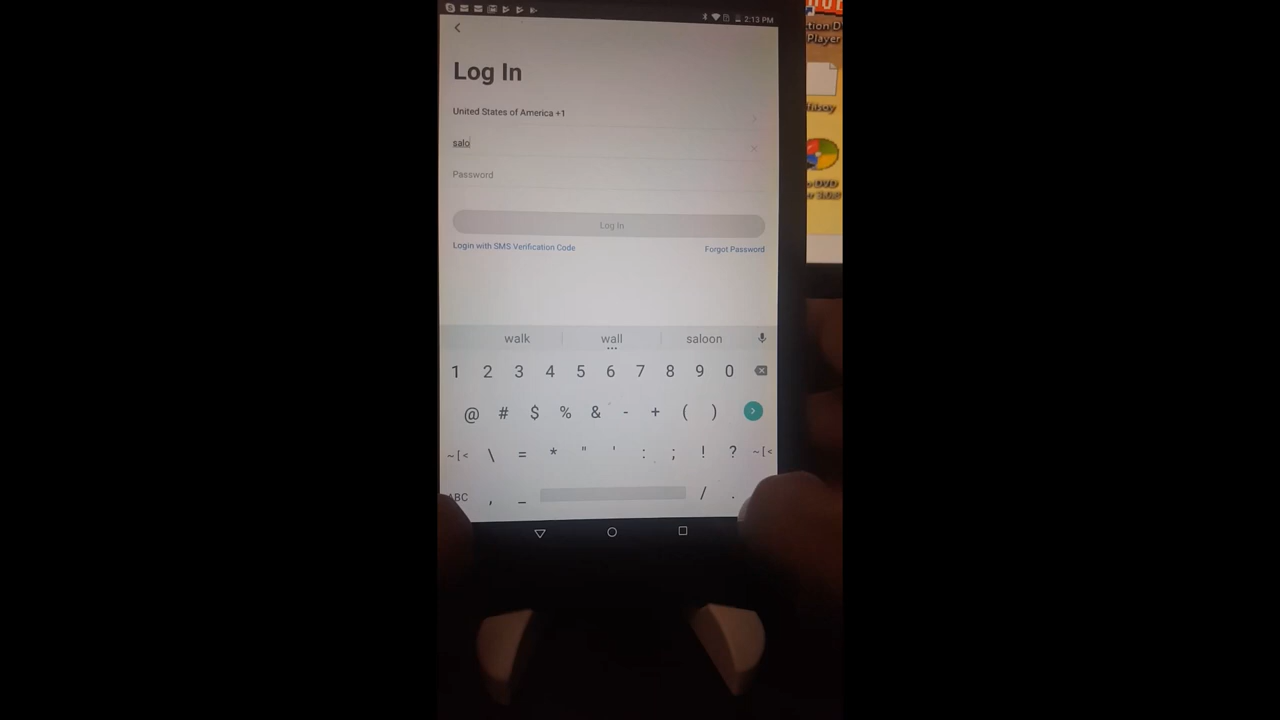 2:13 PM
Log In
United States of America +1
salo
Password
Log In
Login with SMS Verification Code
Forgot Password
walk wall saloon
1 2 3 4 5 6 7 8 9 0
@ # $ % & - + ( )
~[< \ = * " ' : ; ! ? ~[<
ABC , _ / .
Player